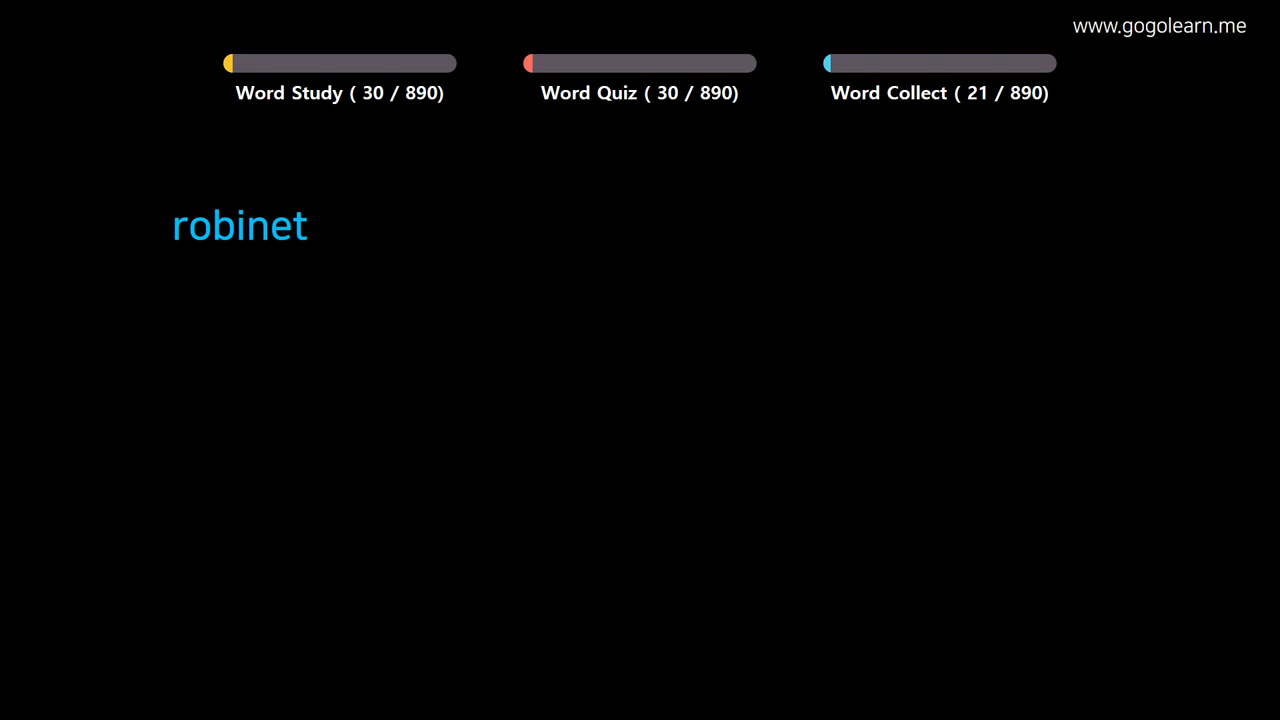 www.gogolearn.me
Word Study ( 30 / 890)
Word Quiz ( 30 / 890)
Word Collect ( 21 / 890)
robinet